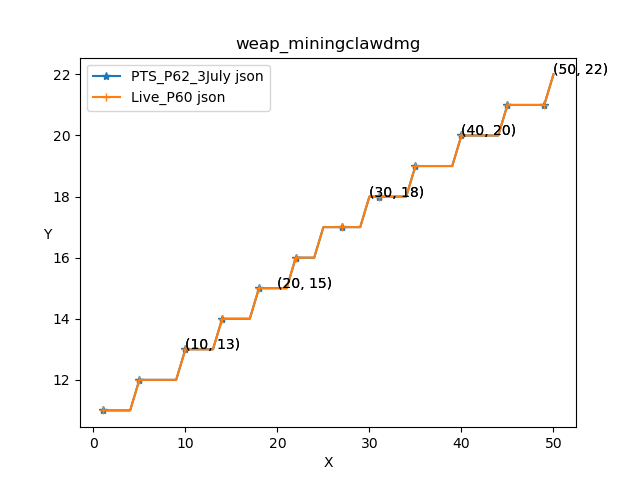 weap_miningclawdmg
PTS_P62_3July json
Live_P60 json
(50, 22)
(40, 20)
(30, 18)
(20, 15)
(10, 13)
22
20
18
16
14
12
Y
0 10 20 30 40 50
X